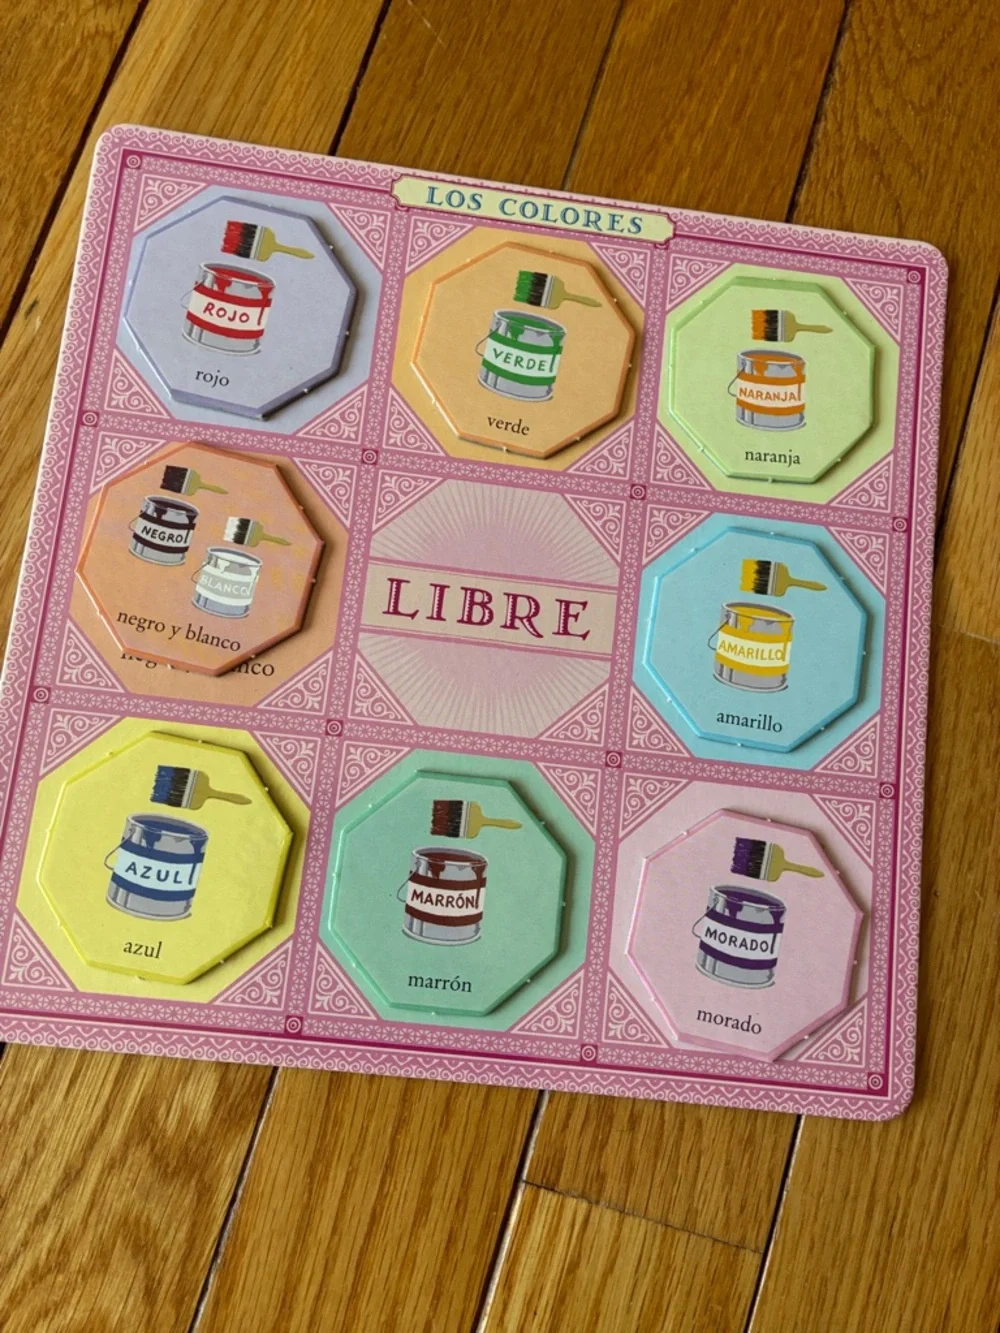 LOS COLORES
ROJO
rojo
VERDE
verde
NARANJA
naranja
NEGRO
BLANCO
negro y blanco
LIBRE
AMARILLO
amarillo
AZUL
azul
MARRÓN
marrón
MORADO
morado